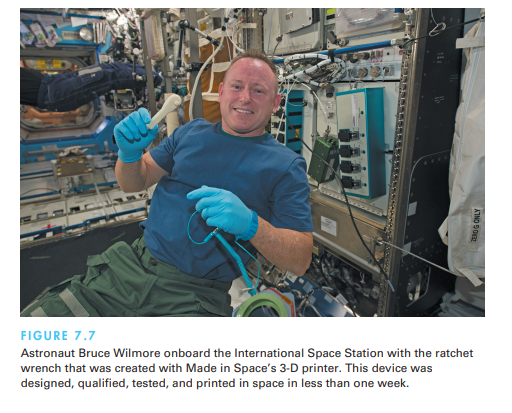 ZERO G ONLY
FIGURE 7.7
Astronaut Bruce Wilmore onboard the International Space Station with the ratchet
wrench that was created with Made in Space's 3-D printer. This device was
designed, qualified, tested, and printed in space in less than one week.